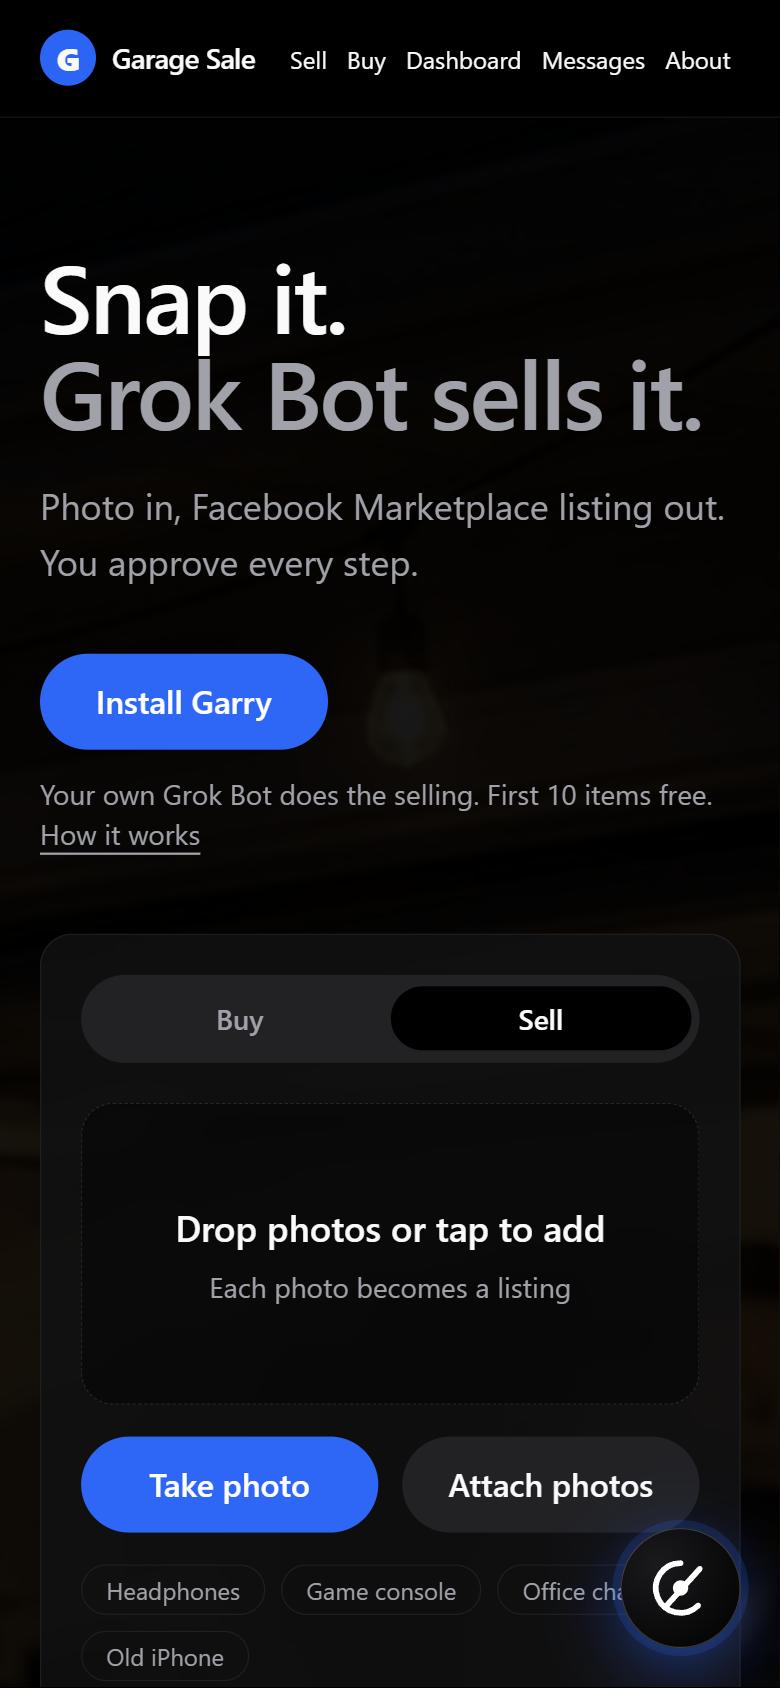 G Garage Sale Sell Buy Dashboard Messages About
Snap it.
Grok Bot sells it.
Photo in, Facebook Marketplace listing out.
You approve every step.
Install Garry
Your own Grok Bot does the selling. First 10 items free.
How it works
Buy Sell
Drop photos or tap to add
Each photo becomes a listing
Take photo Attach photos
Headphones Game console Office cha
Old iPhone